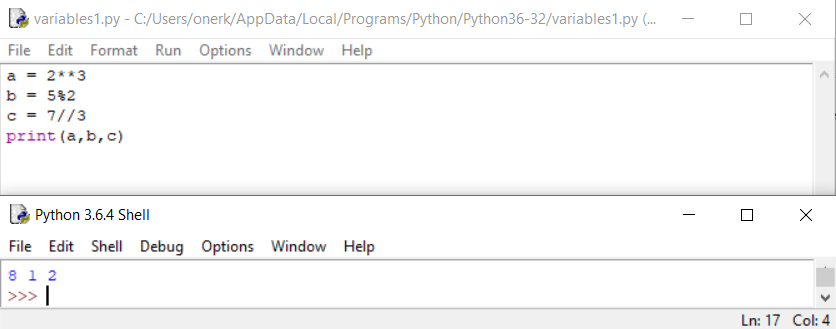 variables1.py - C:/Users/onerk/AppData/Local/Programs/Python/Python36-32/variables1.py (...
File Edit Format Run Options Window Help
a = 2**3
b = 5%2
c = 7//3
print(a,b,c)
Python 3.6.4 Shell
File Edit Shell Debug Options Window Help
8 1 2
>>>
Ln: 17 Col: 4